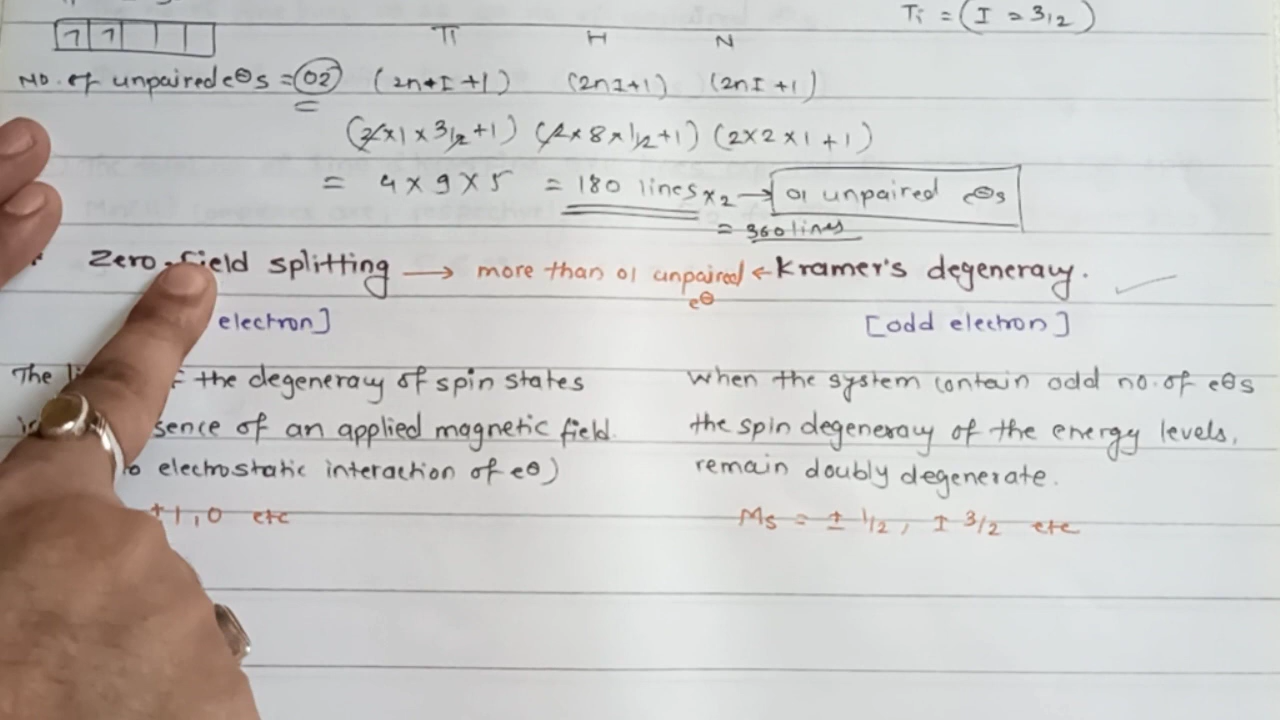 Ti = (I = 3/2)
1 1
Ti H N
No. of unpaired e⊖s = 02 (2n+I+1) (2nI+1) (2nI+1)
(2×1×3/2+1) (2×8×1/2+1) (2×2×1+1)
= 4×9×5 = 180 lines ×2 → 01 unpaired e⊖s
= 360 lines
Zero-field splitting → more than 01 unpaired e⊖ ← Kramer's degeneracy.
electron] [odd electron]
The the degeneracy of spin states
of an applied magnetic field.
electrostatic interaction of e⊖)
±1, 0 etc
When the system contain odd no. of e⊖s
the spin degeneracy of the energy levels,
remain doubly degenerate.
Ms = ± 1/2, ± 3/2 etc